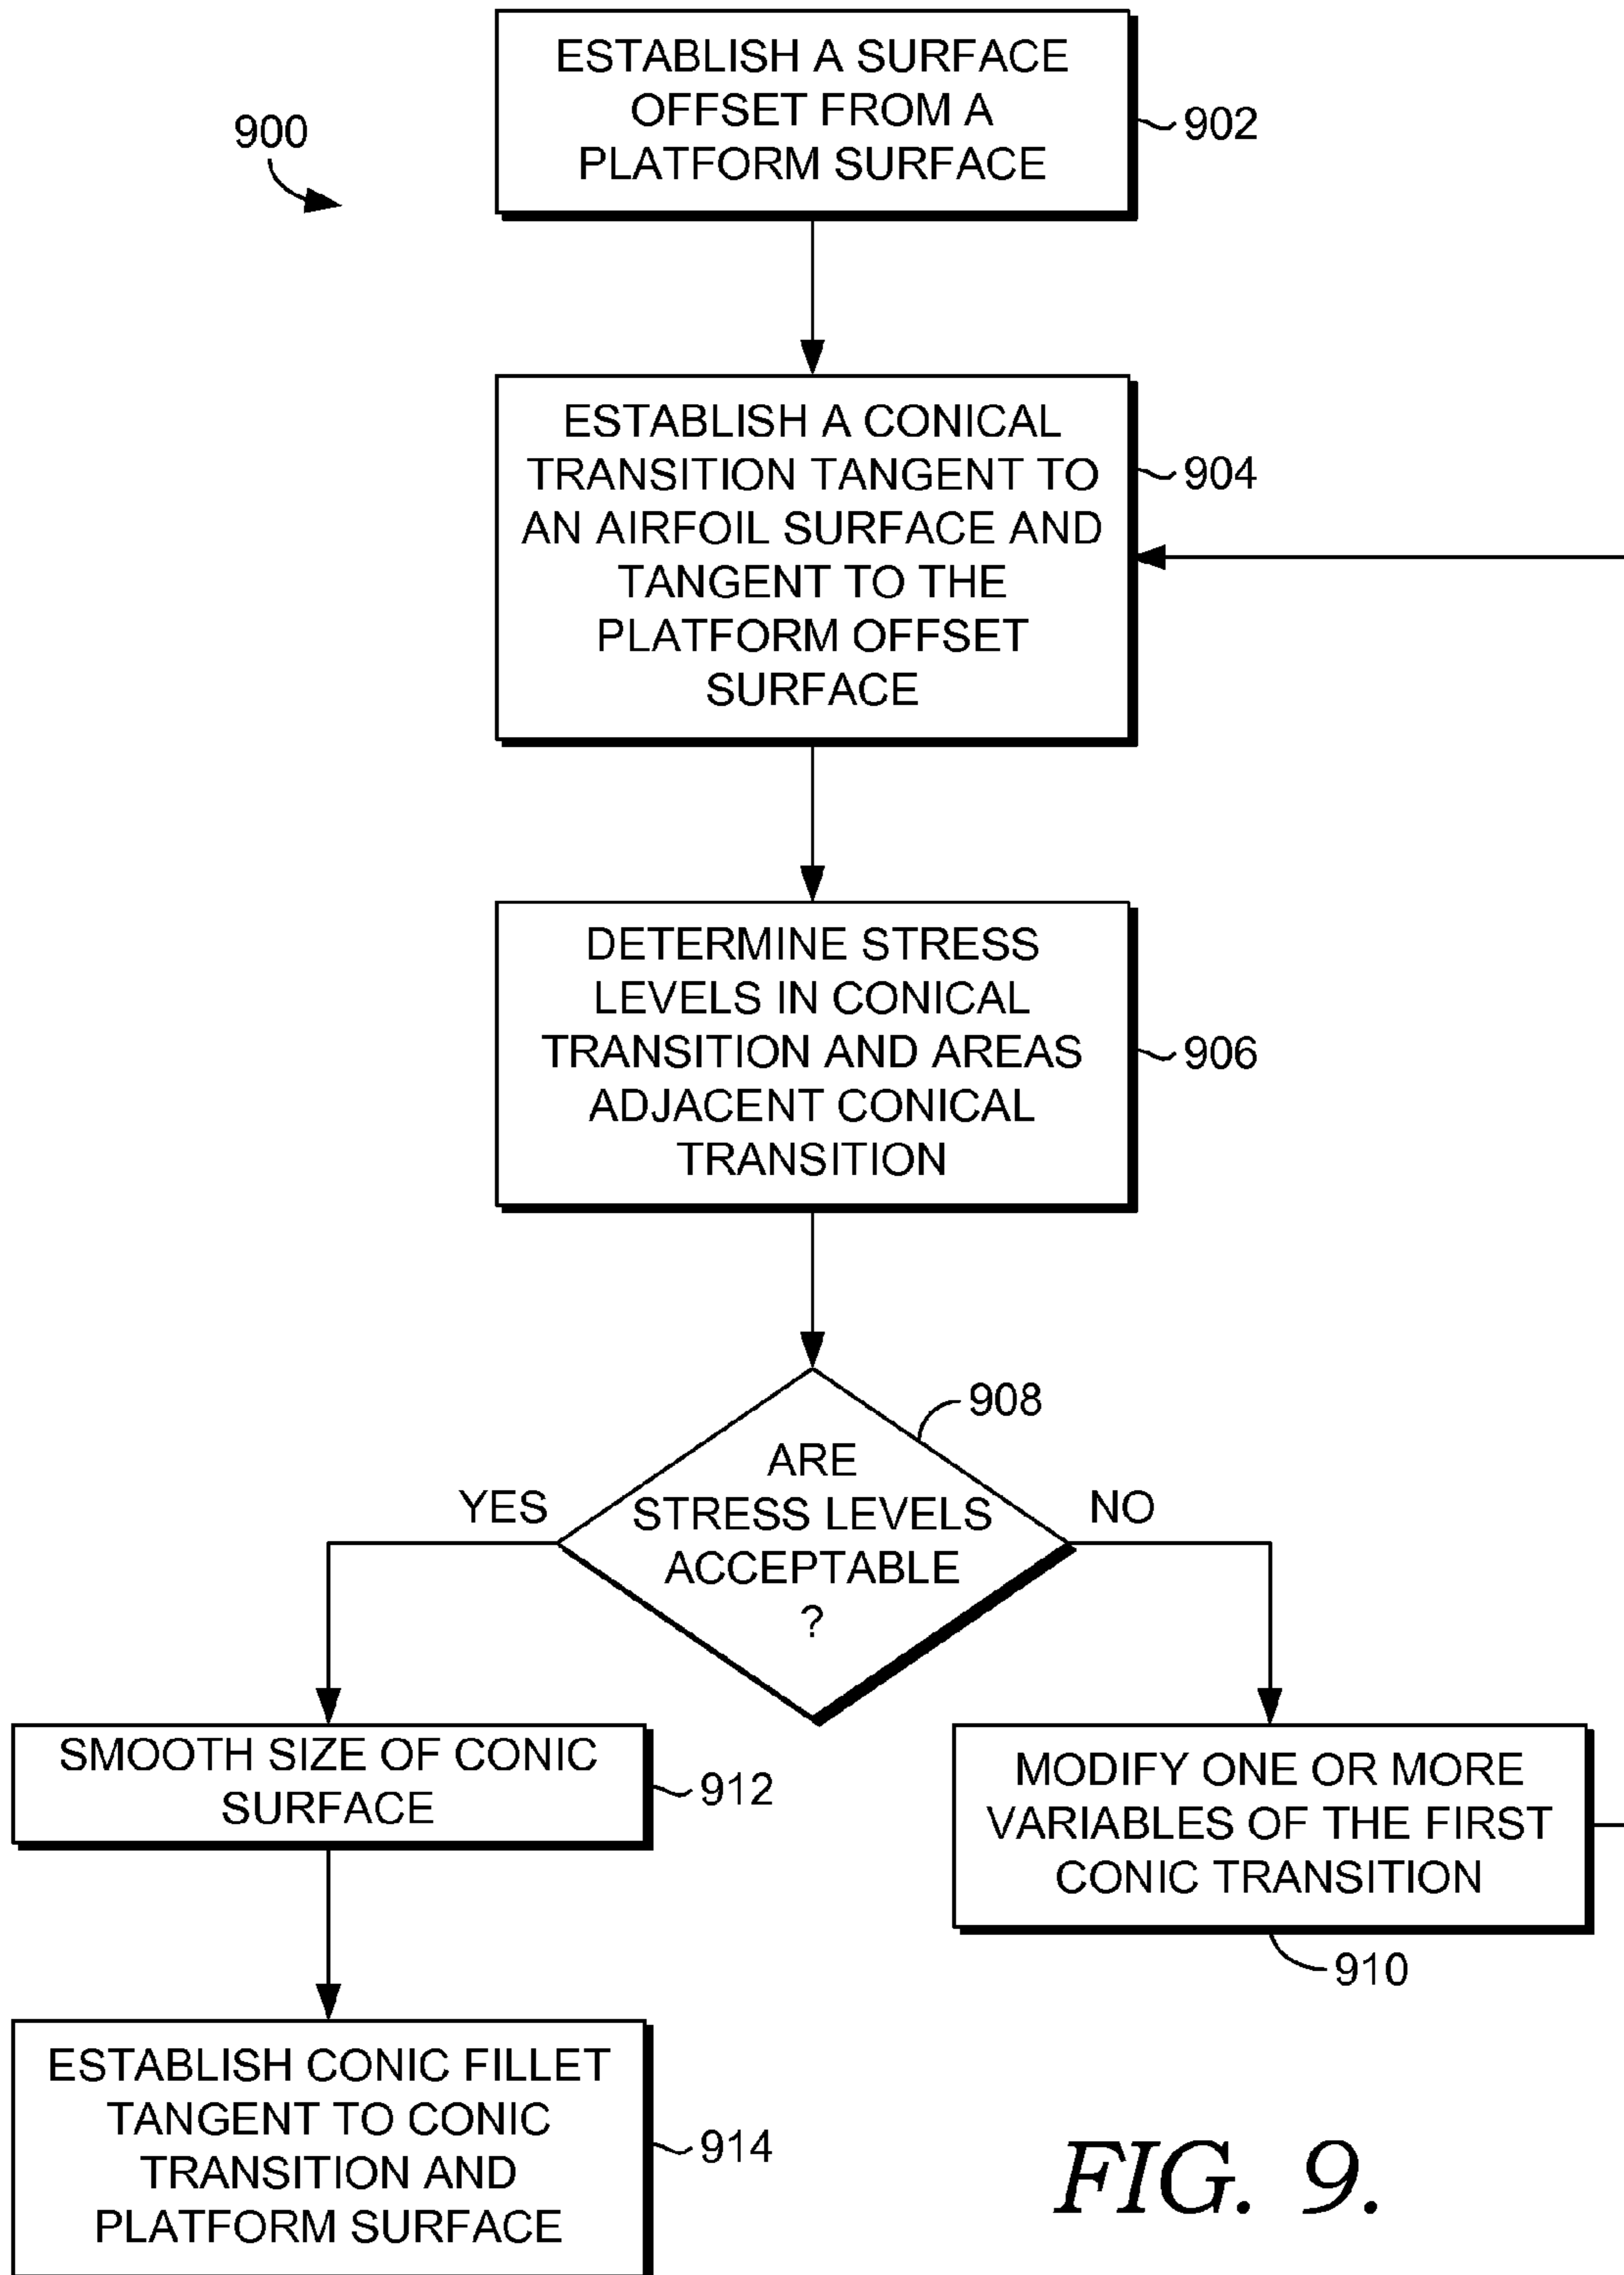 900
ESTABLISH A SURFACE
OFFSET FROM A
PLATFORM SURFACE
902
ESTABLISH A CONICAL
TRANSITION TANGENT TO
AN AIRFOIL SURFACE AND
TANGENT TO THE
PLATFORM OFFSET
SURFACE
904
DETERMINE STRESS
LEVELS IN CONICAL
TRANSITION AND AREAS
ADJACENT CONICAL
TRANSITION
906
908
ARE
STRESS LEVELS
ACCEPTABLE
?
YES
NO
SMOOTH SIZE OF CONIC
SURFACE
912
MODIFY ONE OR MORE
VARIABLES OF THE FIRST
CONIC TRANSITION
910
ESTABLISH CONIC FILLET
TANGENT TO CONIC
TRANSITION AND
PLATFORM SURFACE
914
FIG. 9.